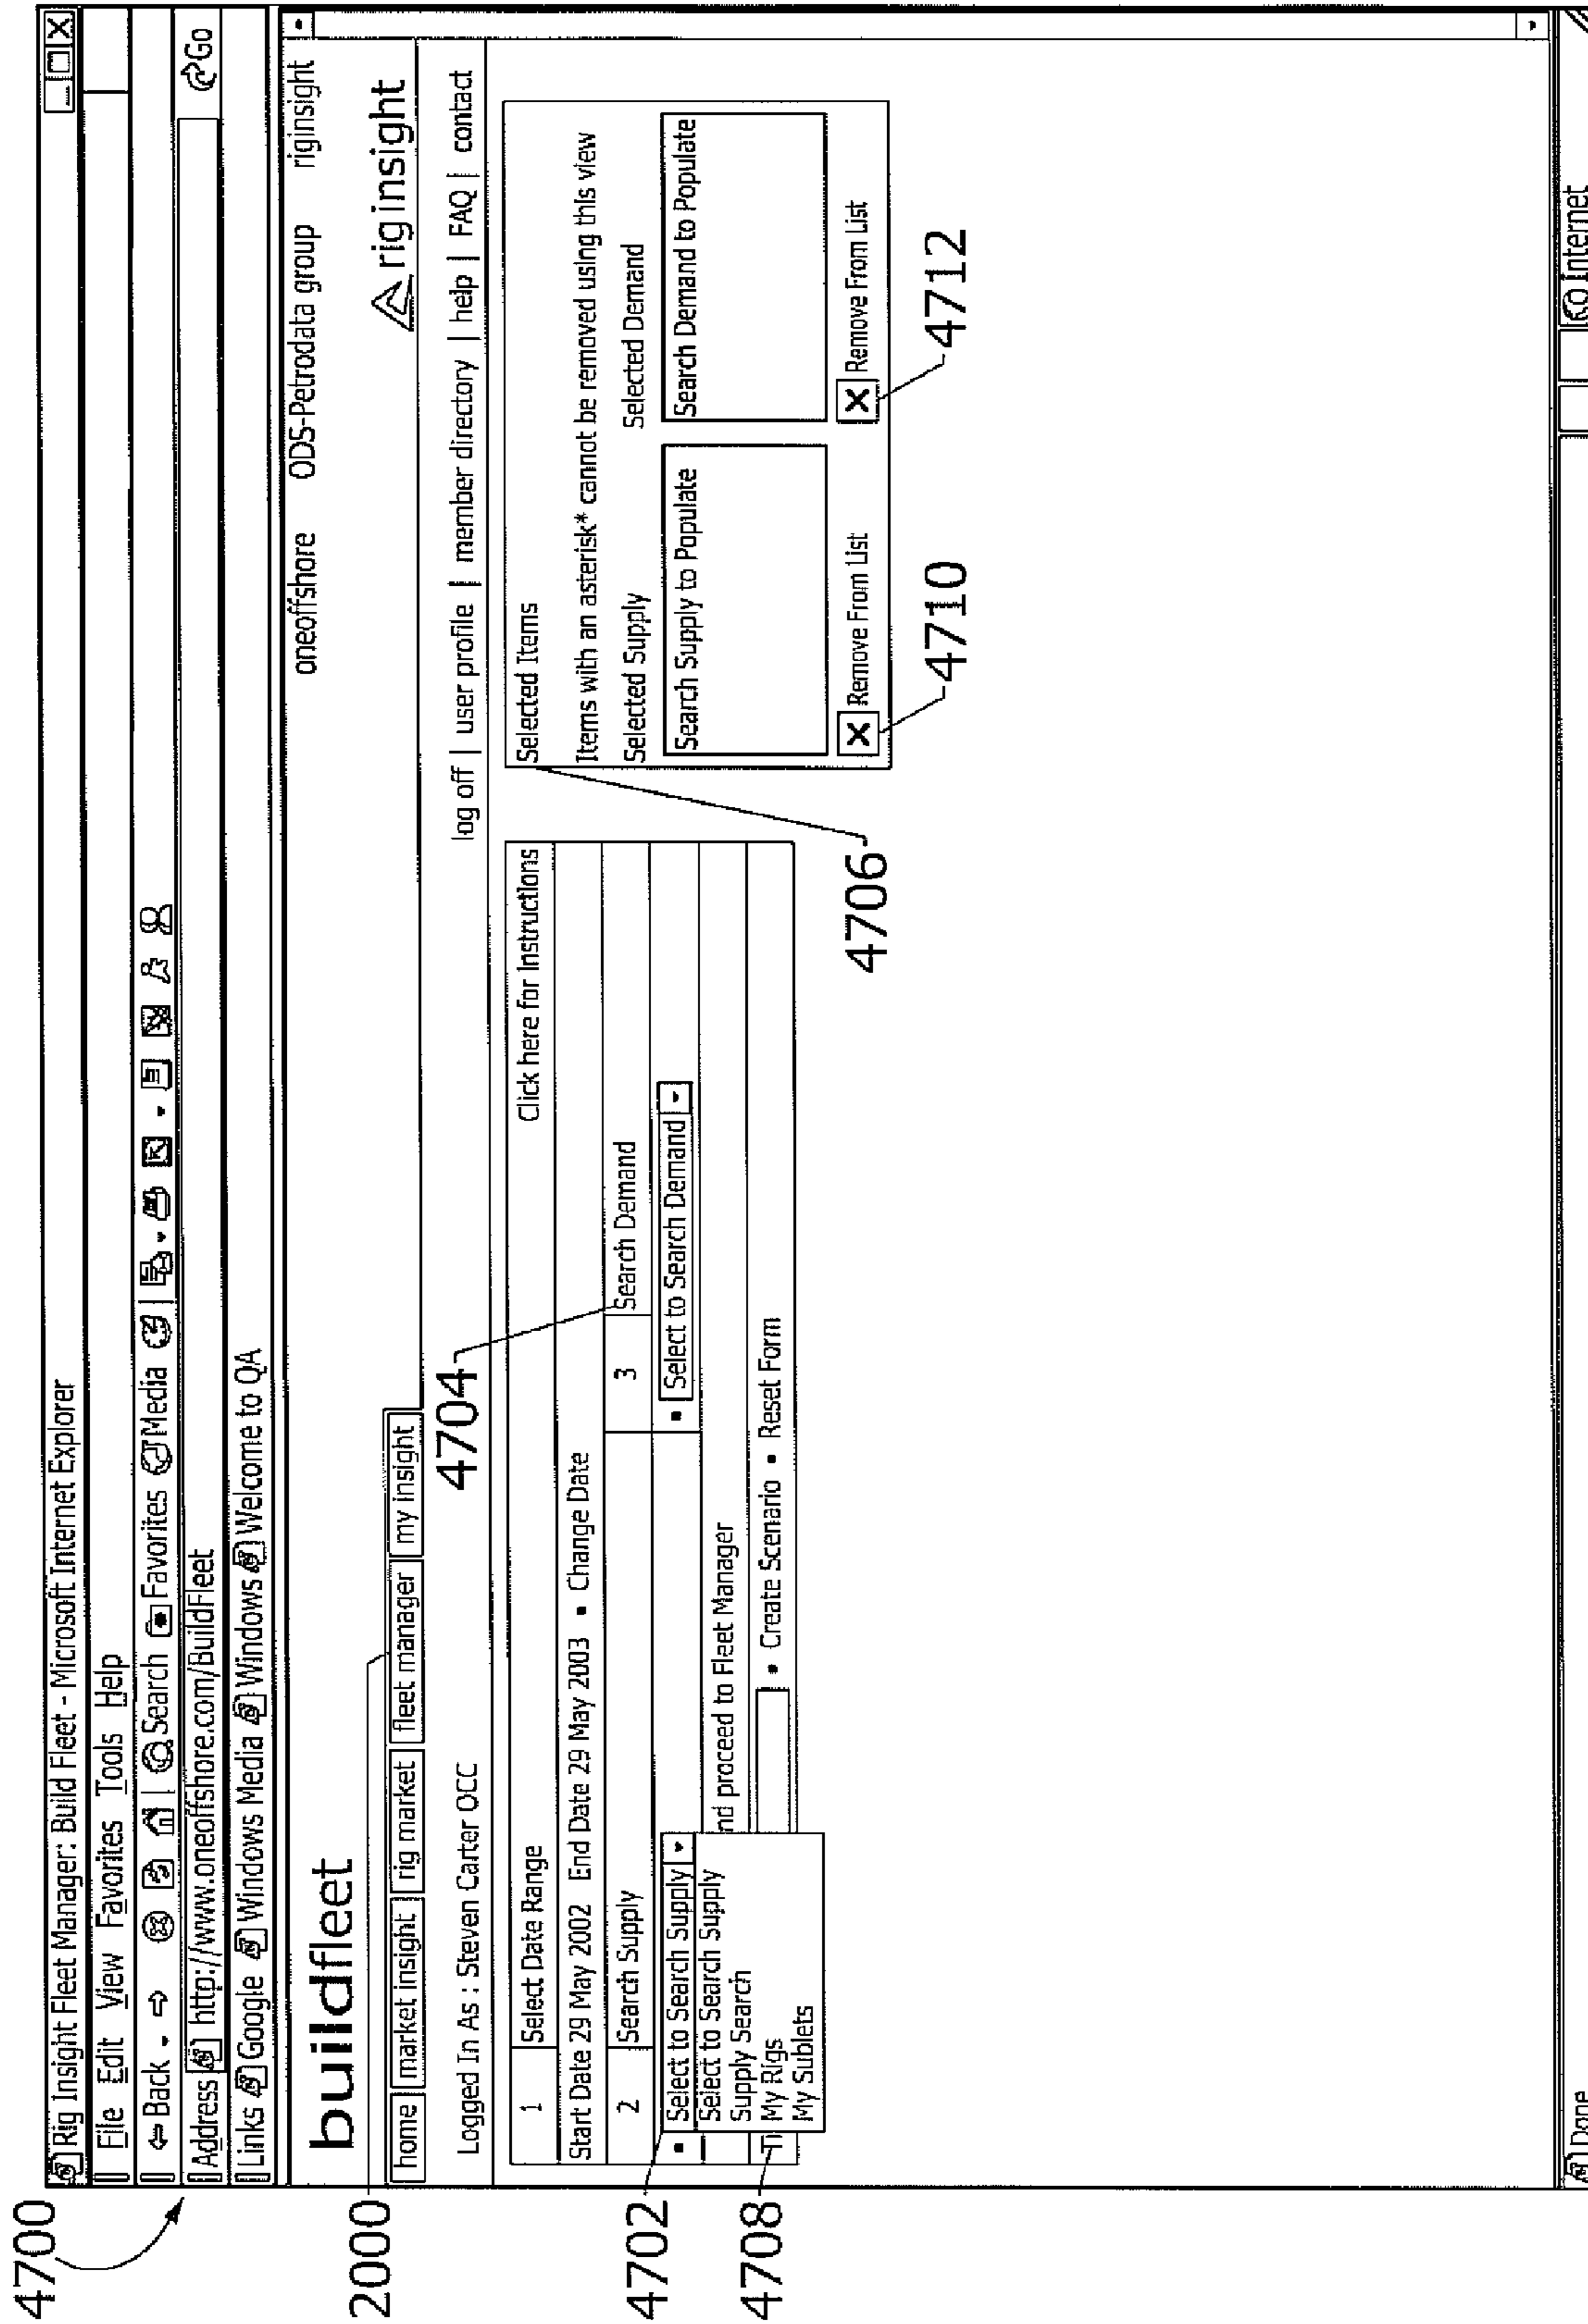 4700
Rig Insight Fleet Manager: Build Fleet - Microsoft Internet Explorer
File Edit View Favorites Tools Help
Back Search Favorites Media
Address http://www.oneoffshore.com/BuildFleet Go
Links Google Windows Media Windows Welcome to QA
oneoffshore ODS-Petrodata group riginsight
buildfleet
riginsight
2000
home market insight rig market fleet manager my insight
4704
Logged In As : Steven Carter OCC
log off | user profile | member directory | help | FAQ | contact
1 Select Date Range Click here for Instructions
Start Date 29 May 2002 End Date 29 May 2003 ▪ Change Date
2 Search Supply 3 Search Demand
4702
▪ Select to Search Supply ▪ Select to Search Demand
Select to Search Supply
Supply Search
My Rigs
My Sublets
nd proceed to Fleet Manager
4708
▪ Create Scenario ▪ Reset Form
Selected Items
Items with an asterisk* cannot be removed using this view
Selected Supply Selected Demand
Search Supply to Populate Search Demand to Populate
X Remove From List X Remove From List
4706
4710
4712
Done Internet